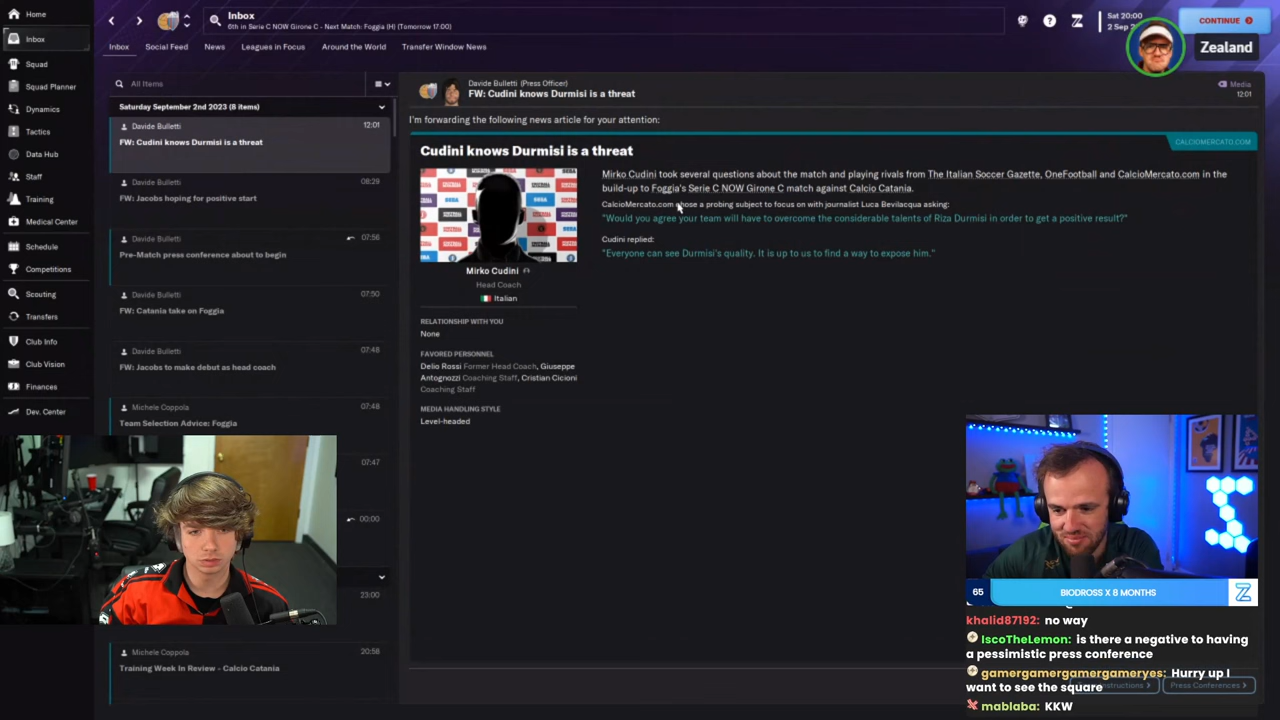 Home
Inbox
Squad
Squad Planner
Dynamics
Tactics
Data Hub
Staff
Training
Medical Center
Schedule
Competitions
Scouting
Transfers
Club Info
Club Vision
Finances
Dev. Center
Inbox
6th in Serie C NOW Girone C - Next Match: Foggia (H) (Tomorrow 17:00)
Sat 20:00
2 Sep
CONTINUE
Zealand
Inbox
Social Feed
News
Leagues in Focus
Around the World
Transfer Window News
All Items
Saturday September 2nd 2023 (8 items)
Davide Bulletti
12:01
FW: Cudini knows Durmisi is a threat
Davide Bulletti
08:29
FW: Jacobs hoping for positive start
Davide Bulletti
07:56
Pre-Match press conference about to begin
Davide Bulletti
07:50
FW: Catania take on Foggia
Davide Bulletti
07:48
FW: Jacobs to make debut as head coach
Michele Coppola
07:48
Team Selection Advice: Foggia
07:47
00:00
23:00
Michele Coppola
20:58
Training Week In Review - Calcio Catania
Davide Bulletti (Press Officer)
FW: Cudini knows Durmisi is a threat
Media
12:01
I'm forwarding the following news article for your attention:
CALCIOMERCATO.COM
Cudini knows Durmisi is a threat
Mirko Cudini
Head Coach
Italian
RELATIONSHIP WITH YOU
None
FAVORED PERSONNEL
Delio Rossi Former Head Coach, Giuseppe
Antognozzi Coaching Staff, Cristian Cicioni
Coaching Staff
MEDIA HANDLING STYLE
Level-headed
Mirko Cudini took several questions about the match and playing rivals from The Italian Soccer Gazette, OneFootball and CalcioMercato.com in the
build-up to Foggia's Serie C NOW Girone C match against Calcio Catania.
CalcioMercato.com chose a probing subject to focus on with journalist Luca Bevilacqua asking:
"Would you agree your team will have to overcome the considerable talents of Riza Durmisi in order to get a positive result?"
Cudini replied:
"Everyone can see Durmisi's quality. It is up to us to find a way to expose him."
65
BIODROSS X 8 MONTHS
khalid87192: no way
IscoTheLemon: is there a negative to having
a pessimistic press conference
gamergamergamergameryes: Hurry up I
want to see the square
Press Conferences
mablaba: KKW